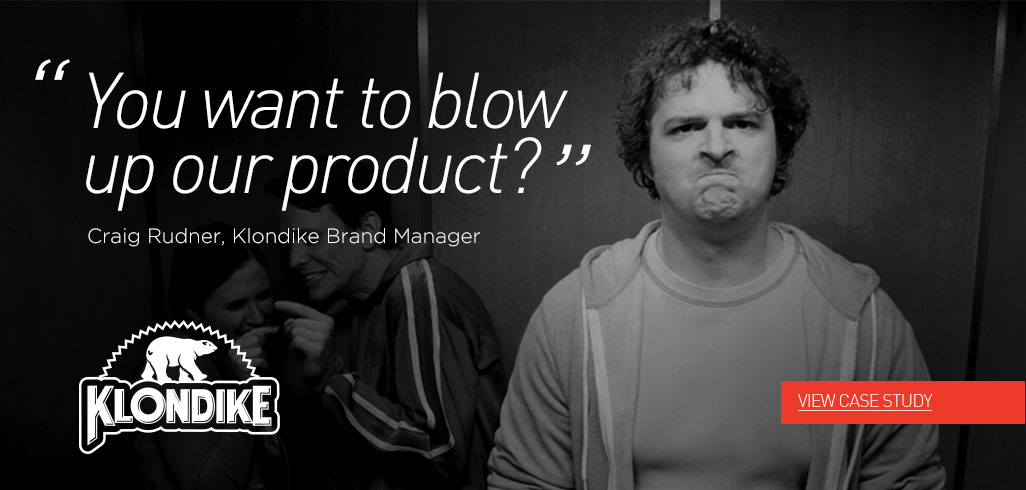 “ You want to blow
up our product? ”
Craig Rudner, Klondike Brand Manager
KLONDIKE
VIEW CASE STUDY